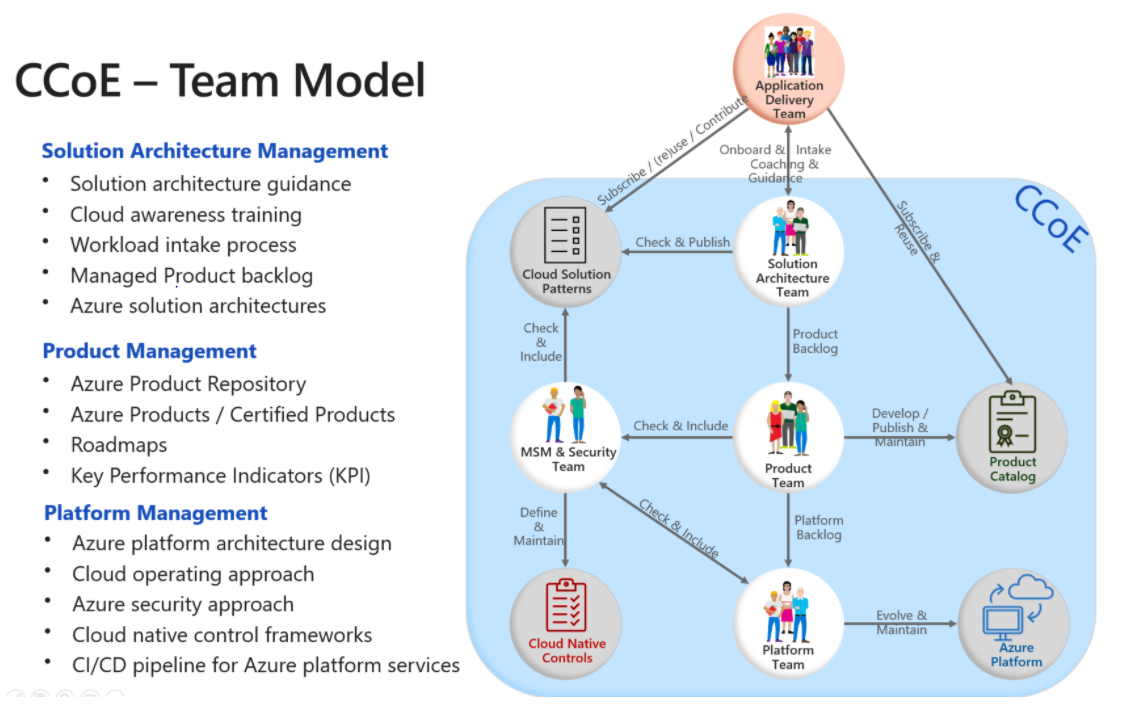 CCoE – Team Model
Solution Architecture Management
• Solution architecture guidance
• Cloud awareness training
• Workload intake process
• Managed Product backlog
• Azure solution architectures
Product Management
• Azure Product Repository
• Azure Products / Certified Products
• Roadmaps
• Key Performance Indicators (KPI)
Platform Management
• Azure platform architecture design
• Cloud operating approach
• Azure security approach
• Cloud native control frameworks
• CI/CD pipeline for Azure platform services
Application
Delivery
Team
Subscribe / (re)use / Contribute
Onboard & Intake
Coaching &
Guidance
Subscribe &
Reuse
CCoE
Cloud Solution
Patterns
Check & Publish
Solution
Architecture
Team
Check
&
Include
Product
Backlog
MSM & Security
Team
Check & Include
Product
Team
Develop /
Publish &
Maintain
Product
Catalog
Define
&
Maintain
Check & Include
Platform
Backlog
Cloud Native
Controls
Platform
Team
Evolve &
Maintain
Azure
Platform